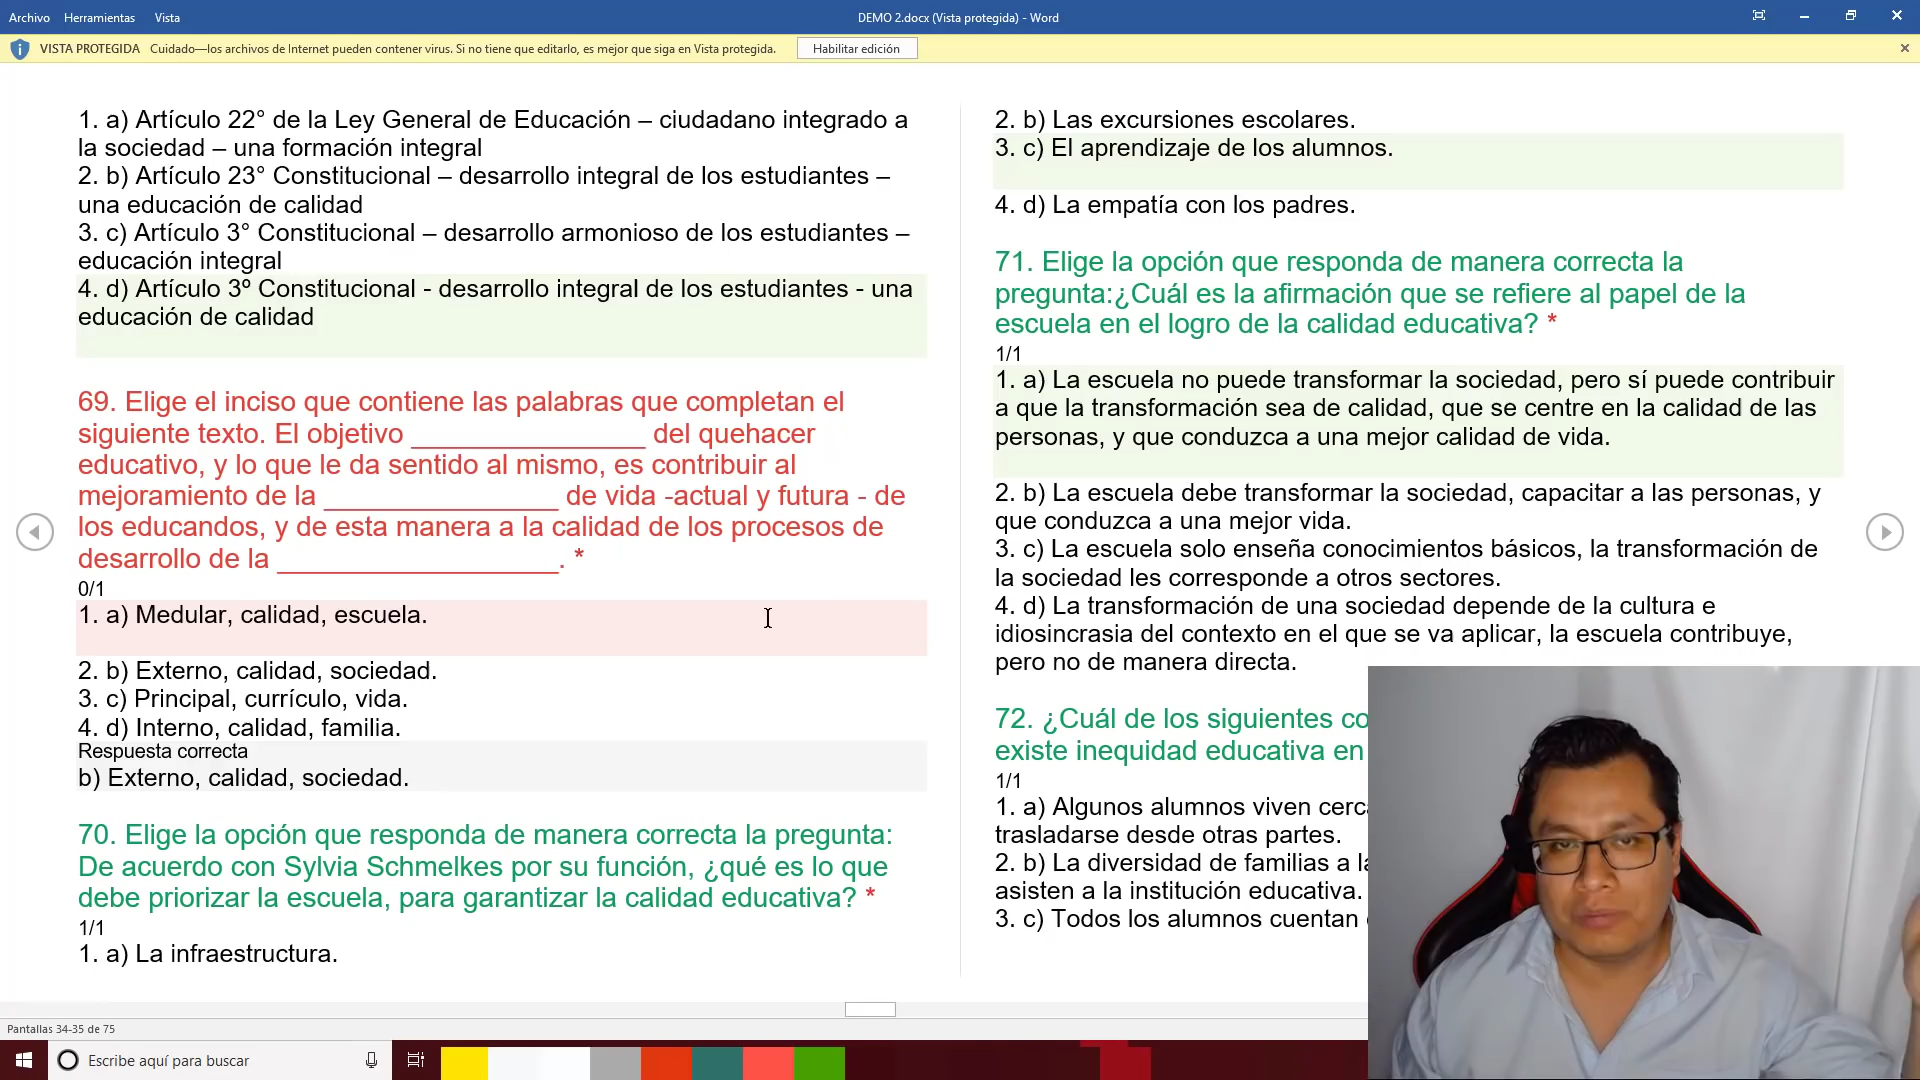 Archivo Herramientas Vista
DEMO 2.docx (Vista protegida) - Word
VISTA PROTEGIDA Cuidado—los archivos de Internet pueden contener virus. Si no tiene que editarlo, es mejor que siga en Vista protegida. Habilitar edición
1. a) Artículo 22° de la Ley General de Educación – ciudadano integrado a
la sociedad – una formación integral
2. b) Artículo 23° Constitucional – desarrollo integral de los estudiantes –
una educación de calidad
3. c) Artículo 3° Constitucional – desarrollo armonioso de los estudiantes –
educación integral
4. d) Artículo 3º Constitucional - desarrollo integral de los estudiantes - una
educación de calidad
69. Elige el inciso que contiene las palabras que completan el
siguiente texto. El objetivo _______________ del quehacer
educativo, y lo que le da sentido al mismo, es contribuir al
mejoramiento de la _______________ de vida -actual y futura - de
los educandos, y de esta manera a la calidad de los procesos de
desarrollo de la __________________. *
0/1
1. a) Medular, calidad, escuela.
2. b) Externo, calidad, sociedad.
3. c) Principal, currículo, vida.
4. d) Interno, calidad, familia.
Respuesta correcta
b) Externo, calidad, sociedad.
70. Elige la opción que responda de manera correcta la pregunta:
De acuerdo con Sylvia Schmelkes por su función, ¿qué es lo que
debe priorizar la escuela, para garantizar la calidad educativa? *
1/1
1. a) La infraestructura.
2. b) Las excursiones escolares.
3. c) El aprendizaje de los alumnos.
4. d) La empatía con los padres.
71. Elige la opción que responda de manera correcta la
pregunta:¿Cuál es la afirmación que se refiere al papel de la
escuela en el logro de la calidad educativa? *
1/1
1. a) La escuela no puede transformar la sociedad, pero sí puede contribuir
a que la transformación sea de calidad, que se centre en la calidad de las
personas, y que conduzca a una mejor calidad de vida.
2. b) La escuela debe transformar la sociedad, capacitar a las personas, y
que conduzca a una mejor vida.
3. c) La escuela solo enseña conocimientos básicos, la transformación de
la sociedad les corresponde a otros sectores.
4. d) La transformación de una sociedad depende de la cultura e
idiosincrasia del contexto en el que se va aplicar, la escuela contribuye,
pero no de manera directa.
72. ¿Cuál de los siguientes co
existe inequidad educativa en
1/1
1. a) Algunos alumnos viven cerca
trasladarse desde otras partes.
2. b) La diversidad de familias a
asisten a la institución educativa.
3. c) Todos los alumnos cuentan
Pantallas 34-35 de 75
Escribe aquí para buscar